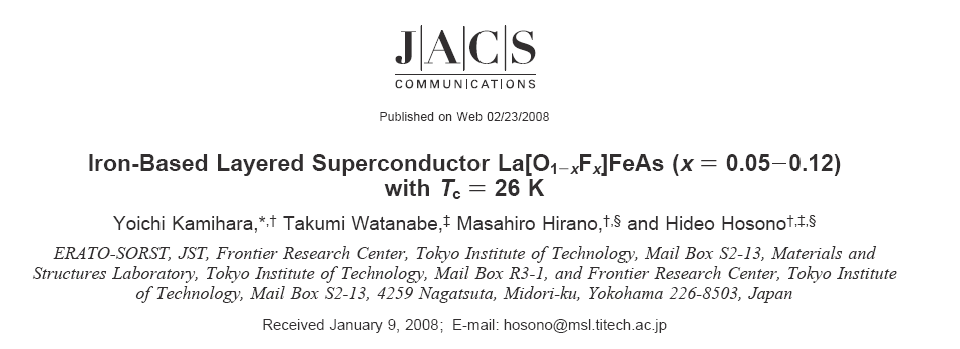 J|A|C|S
COMMUNICATIONS
Published on Web 02/23/2008
Iron-Based Layered Superconductor La[O1−xFx]FeAs (x = 0.05−0.12)
with Tc = 26 K
Yoichi Kamihara,*,† Takumi Watanabe,‡ Masahiro Hirano,†,§ and Hideo Hosono†,‡,§
ERATO-SORST, JST, Frontier Research Center, Tokyo Institute of Technology, Mail Box S2-13, Materials and
Structures Laboratory, Tokyo Institute of Technology, Mail Box R3-1, and Frontier Research Center, Tokyo Institute
of Technology, Mail Box S2-13, 4259 Nagatsuta, Midori-ku, Yokohama 226-8503, Japan
Received January 9, 2008; E-mail: hosono@msl.titech.ac.jp